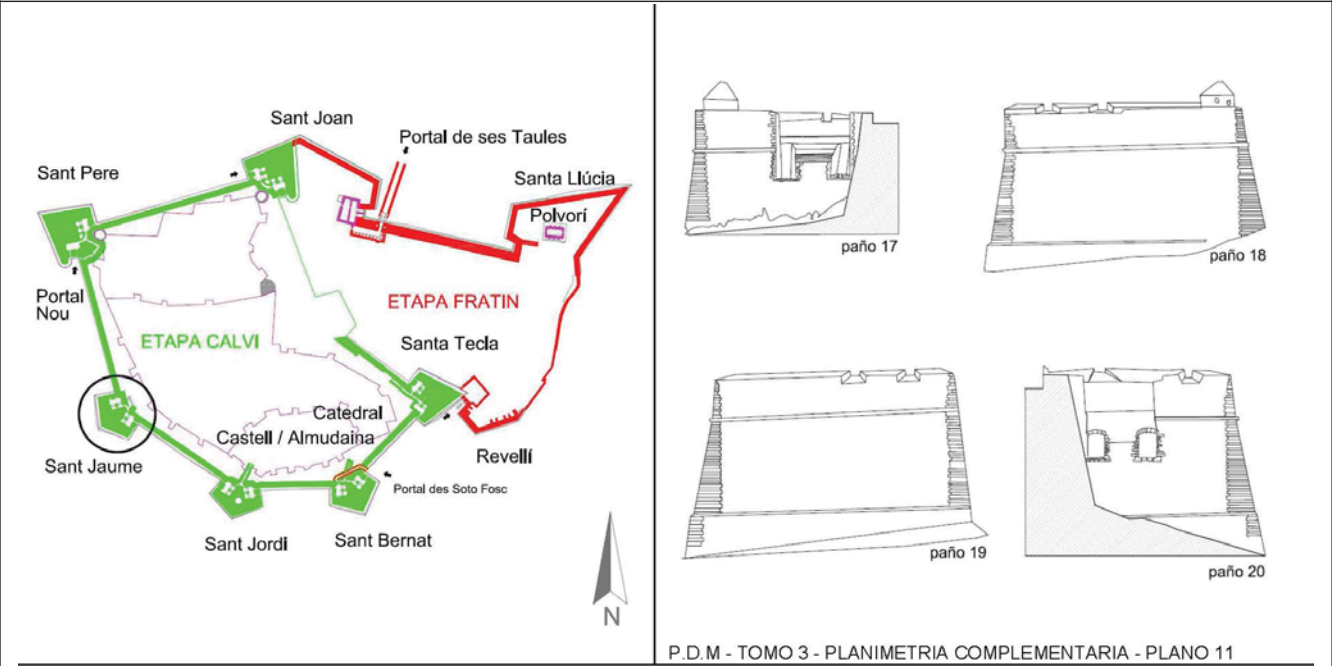 Sant Joan
Portal de ses Taules
Sant Pere
Santa Llúcia
Polvorí
Portal
Nou
ETAPA FRATIN
ETAPA CALVI
Santa Tecla
Catedral
Castell / Almudaina
Sant Jaume
Revellí
Portal des Soto Fosc
Sant Jordi
Sant Bernat
N
paño 17
paño 18
paño 19
paño 20
P.D.M - TOMO 3 - PLANIMETRIA COMPLEMENTARIA - PLANO 11